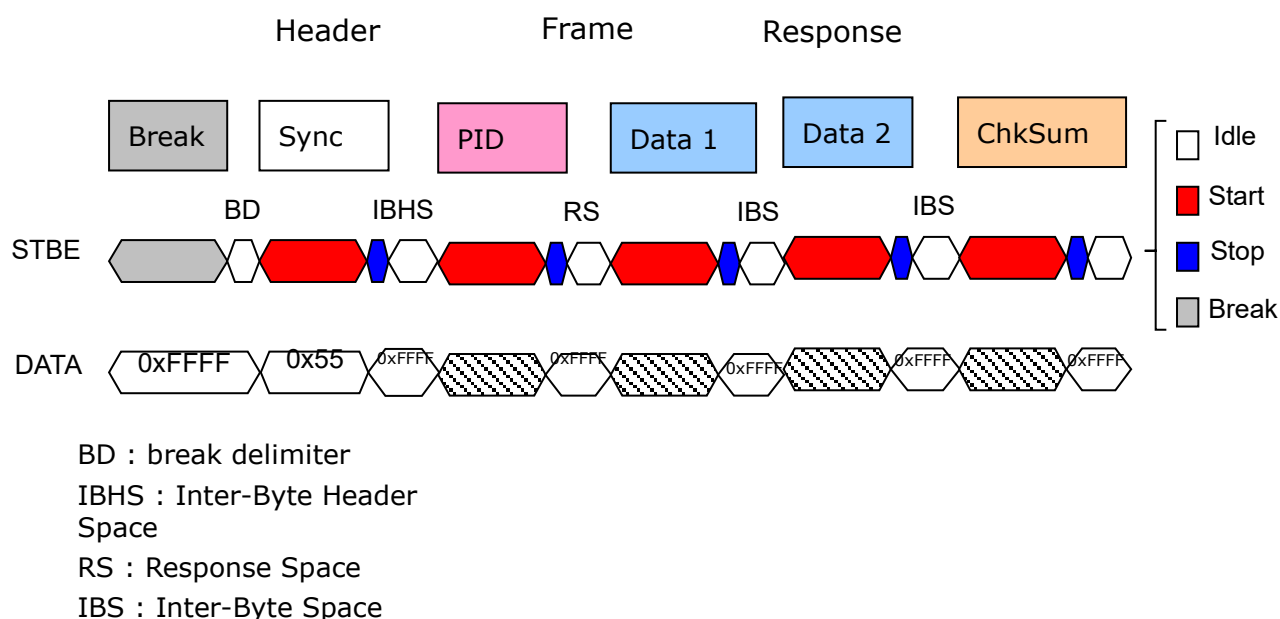 Header Frame Response
Break Sync PID Data 1 Data 2 ChkSum
Idle
Start
Stop
Break
BD IBHS RS IBS IBS
STBE
DATA 0xFFFF 0x55 0xFFFF 0xFFFF 0xFFFF 0xFFFF 0xFFFF
BD : break delimiter
IBHS : Inter-Byte Header
Space
RS : Response Space
IBS : Inter-Byte Space